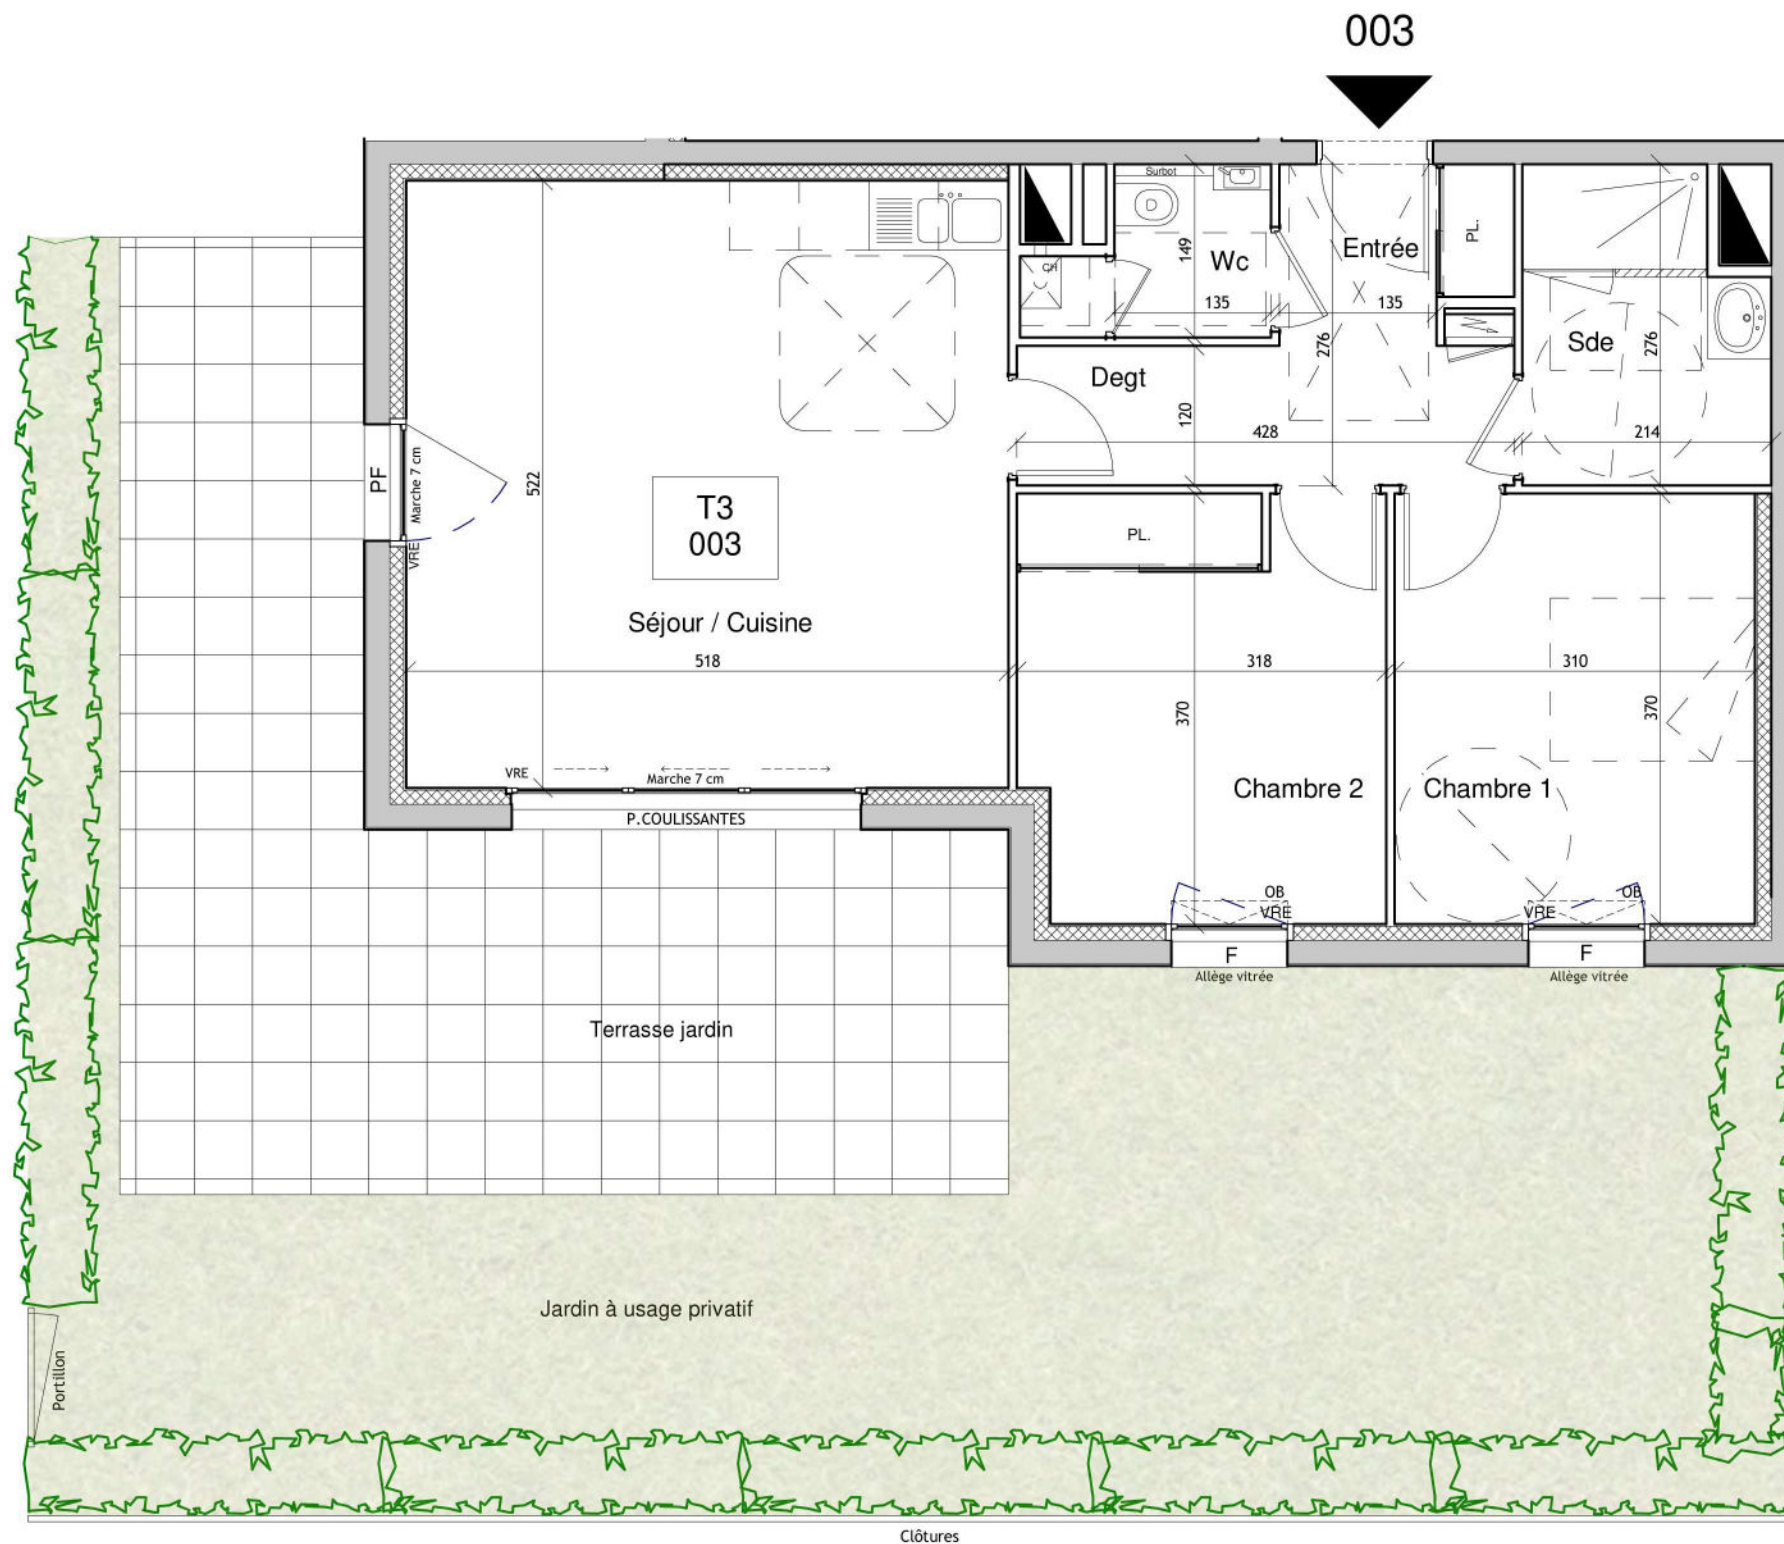 003
Surbot
PL.
Entrée
Wc
149
CH
135
135
276
Sde
276
Degt
120
428
214
PF
Marche 7 cm
VRE
522
T3
003
PL.
Séjour / Cuisine
518
318
310
370
370
VRE
Marche 7 cm
P.COULISSANTES
Chambre 2
Chambre 1
OB
VRE
OB
VRE
F
F
Allège vitrée
Allège vitrée
Terrasse jardin
Jardin à usage privatif
Portillon
Clôtures